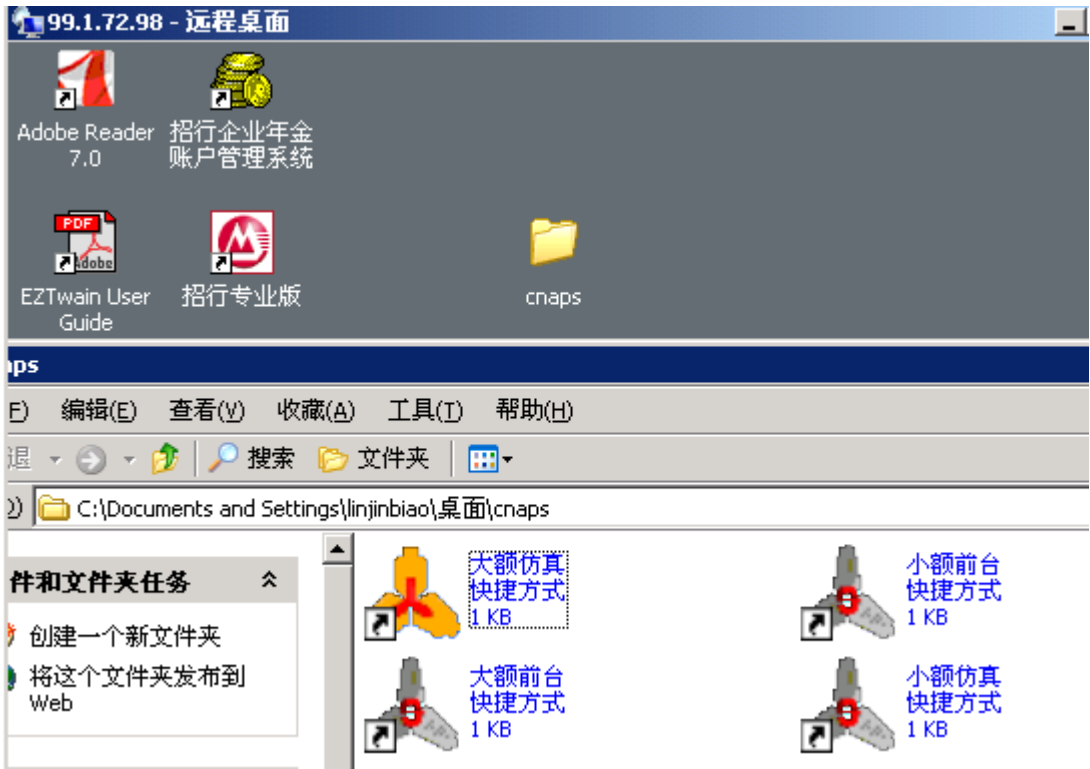 99.1.72.98 - 远程桌面
Adobe Reader
7.0
招行企业年金
账户管理系统
PDF
Adobe
EZTwain User
Guide
招行专业版
cnaps
aps
F) 编辑(E) 查看(V) 收藏(A) 工具(T) 帮助(H)
退 搜索 文件夹
D) C:\Documents and Settings\linjinbiao\桌面\cnaps
件和文件夹任务
创建一个新文件夹
将这个文件夹发布到
Web
大额仿真
快捷方式
1 KB
小额前台
快捷方式
1 KB
大额前台
快捷方式
1 KB
小额仿真
快捷方式
1 KB